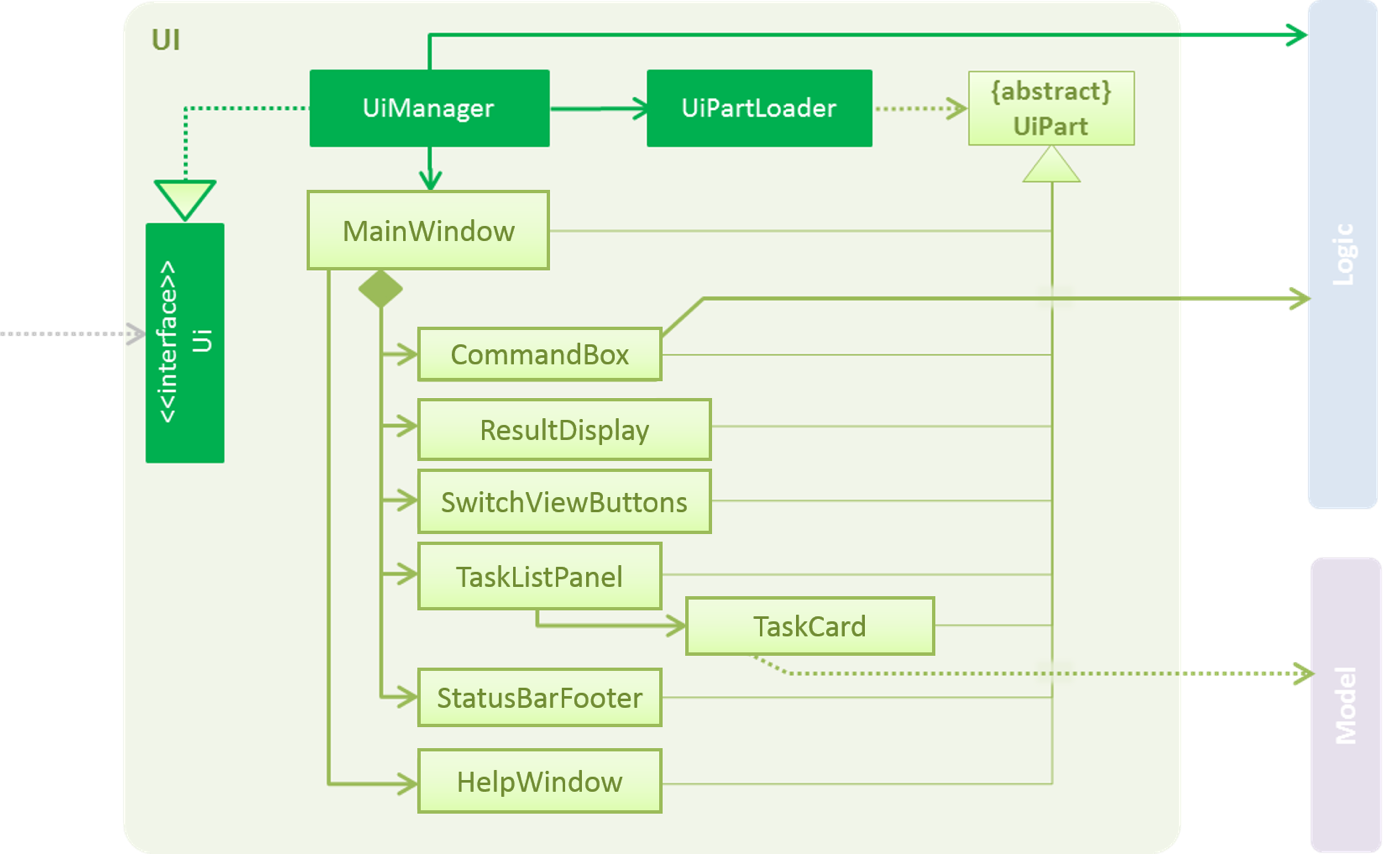 UI
UiManager
UiPartLoader
{abstract}
UiPart
<<interface>>
Ui
MainWindow
Logic
CommandBox
ResultDisplay
SwitchViewButtons
TaskListPanel
TaskCard
StatusBarFooter
Model
HelpWindow